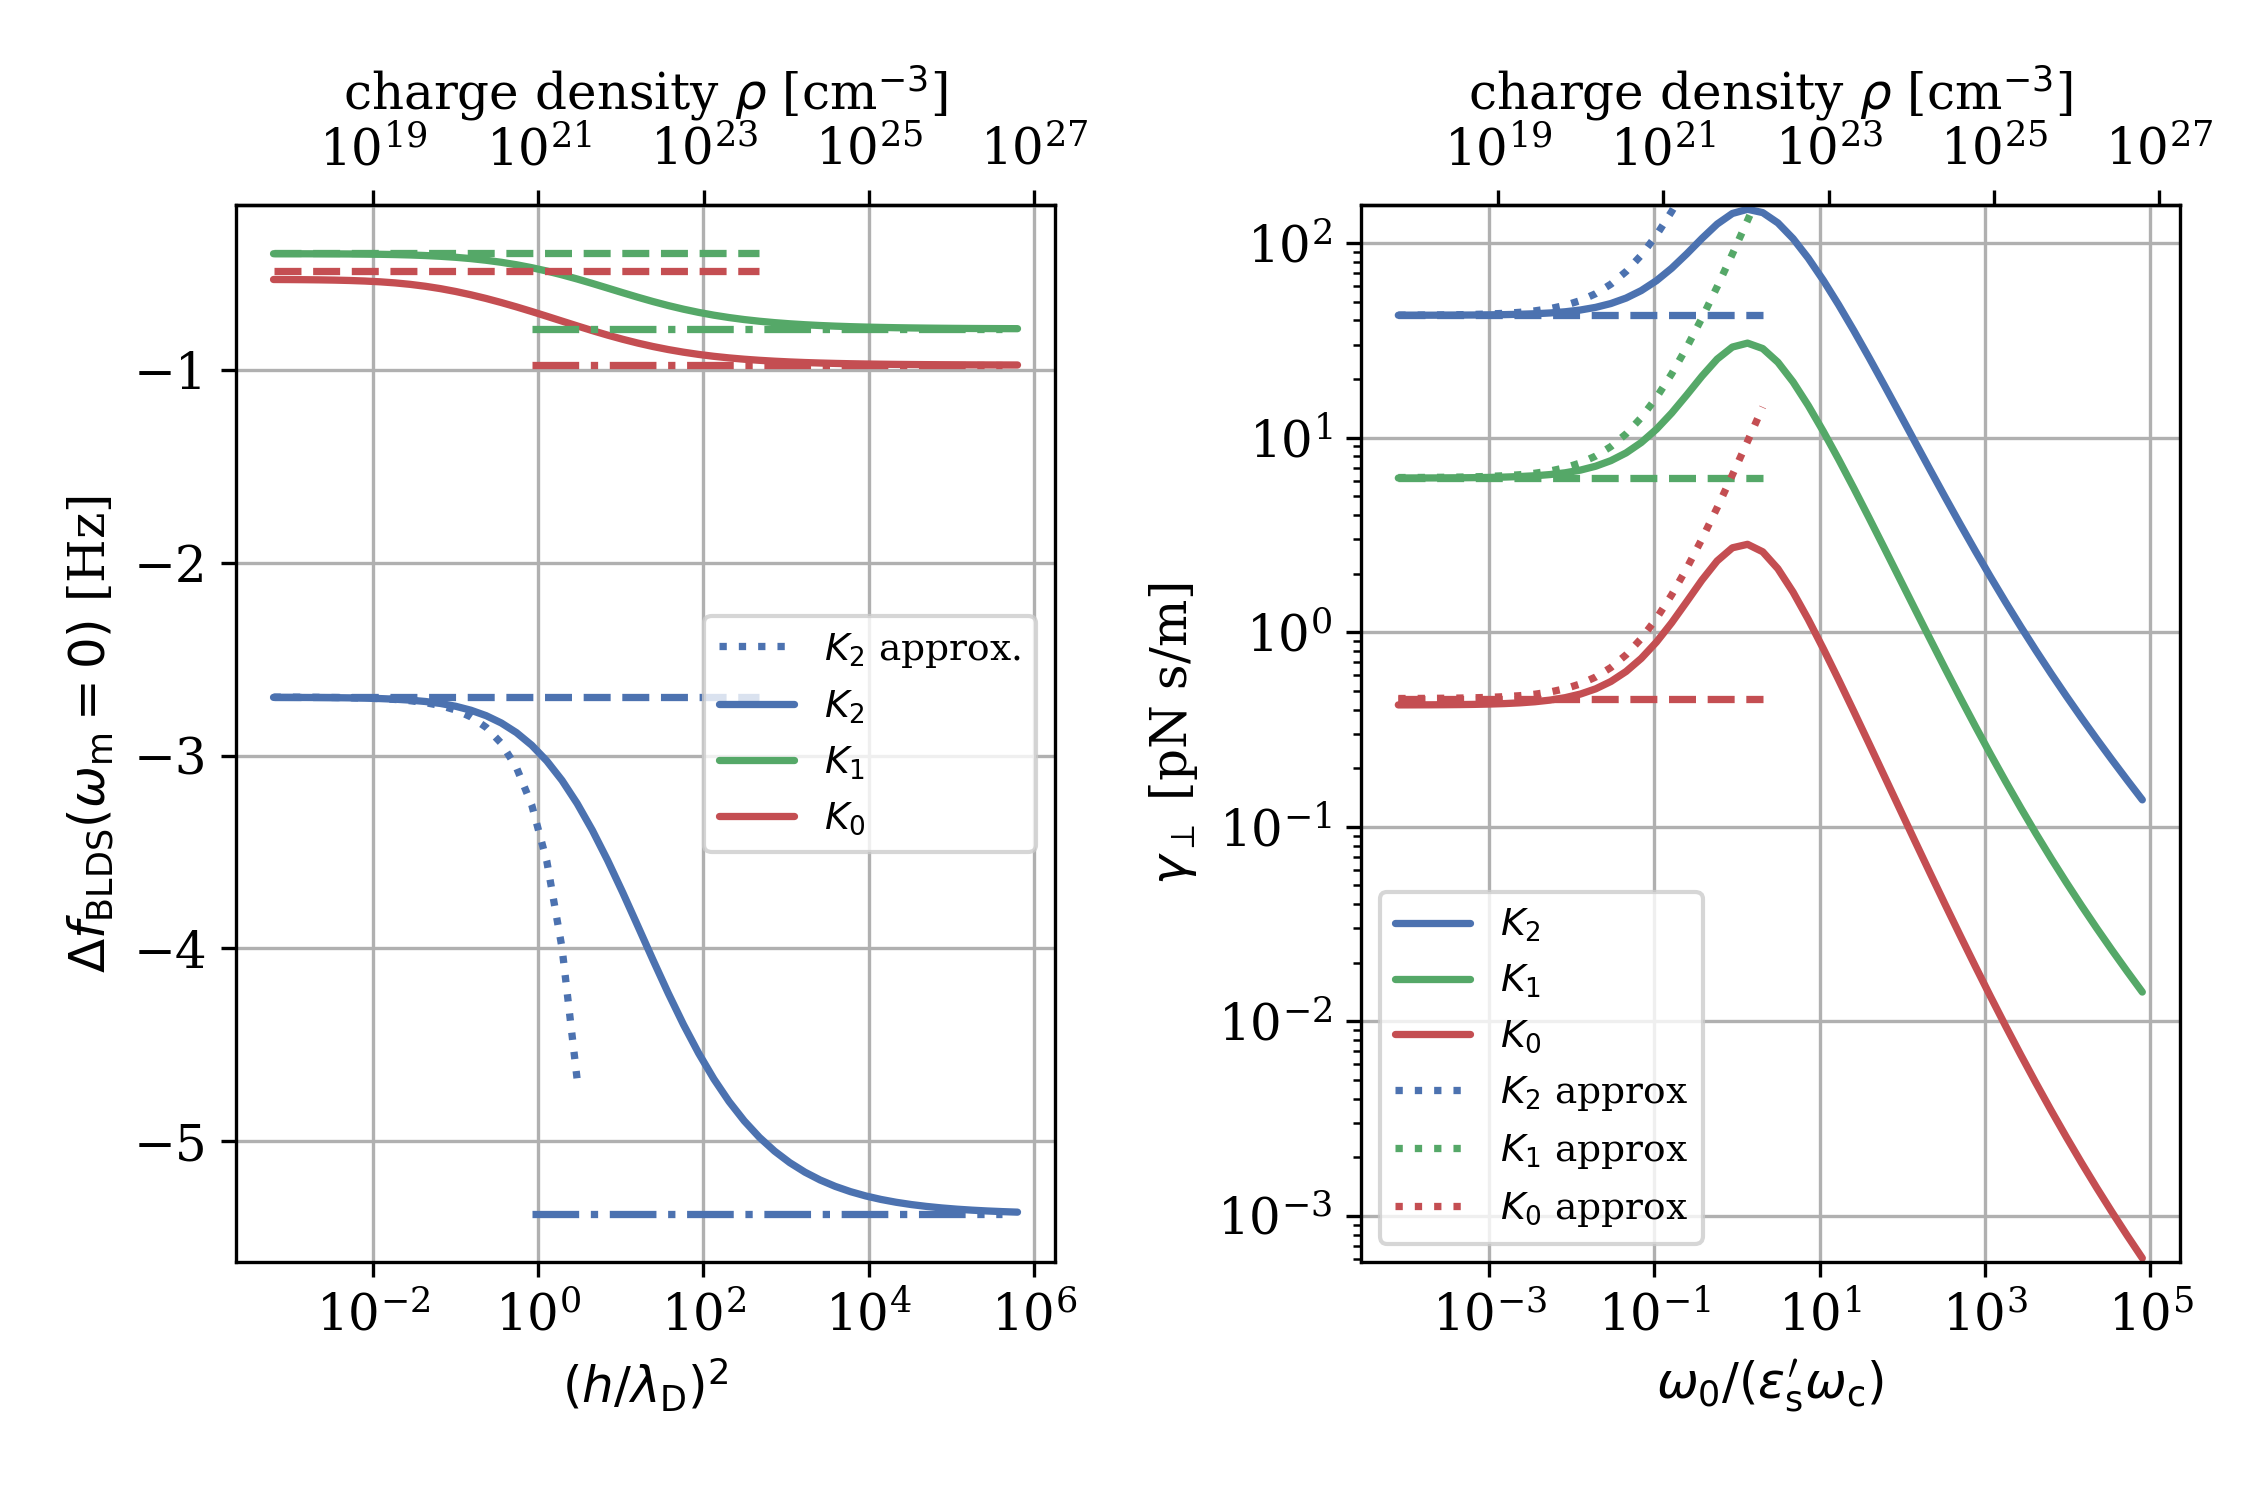 charge density ρ [cm⁻³]
10¹⁹ 10²¹ 10²³ 10²⁵ 10²⁷
Δf_BLDS(ω_m = 0) [Hz]
−1
−2
−3
−4
−5
K₂ approx.
K₂
K₁
K₀
10⁻² 10⁰ 10² 10⁴ 10⁶
(h/λ_D)²
charge density ρ [cm⁻³]
10¹⁹ 10²¹ 10²³ 10²⁵ 10²⁷
γ_⊥ [pN s/m]
10²
10¹
10⁰
10⁻¹
10⁻²
10⁻³
K₂
K₁
K₀
K₂ approx
K₁ approx
K₀ approx
10⁻³ 10⁻¹ 10¹ 10³ 10⁵
ω₀/(ε′_s ω_c)